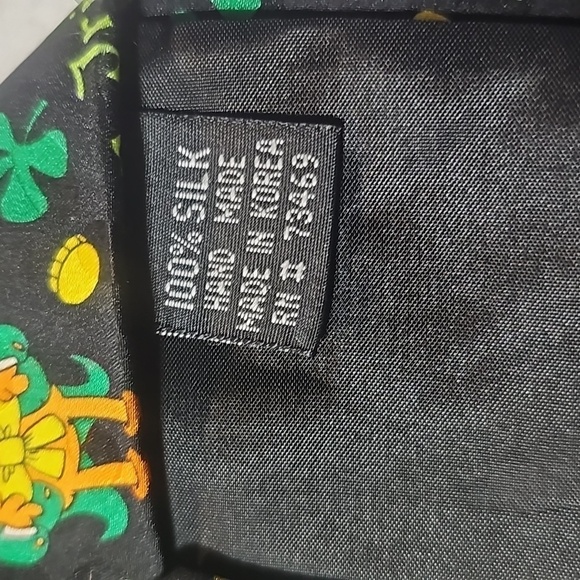 100% SILK
HAND MADE
MADE IN KOREA
RN # 73469